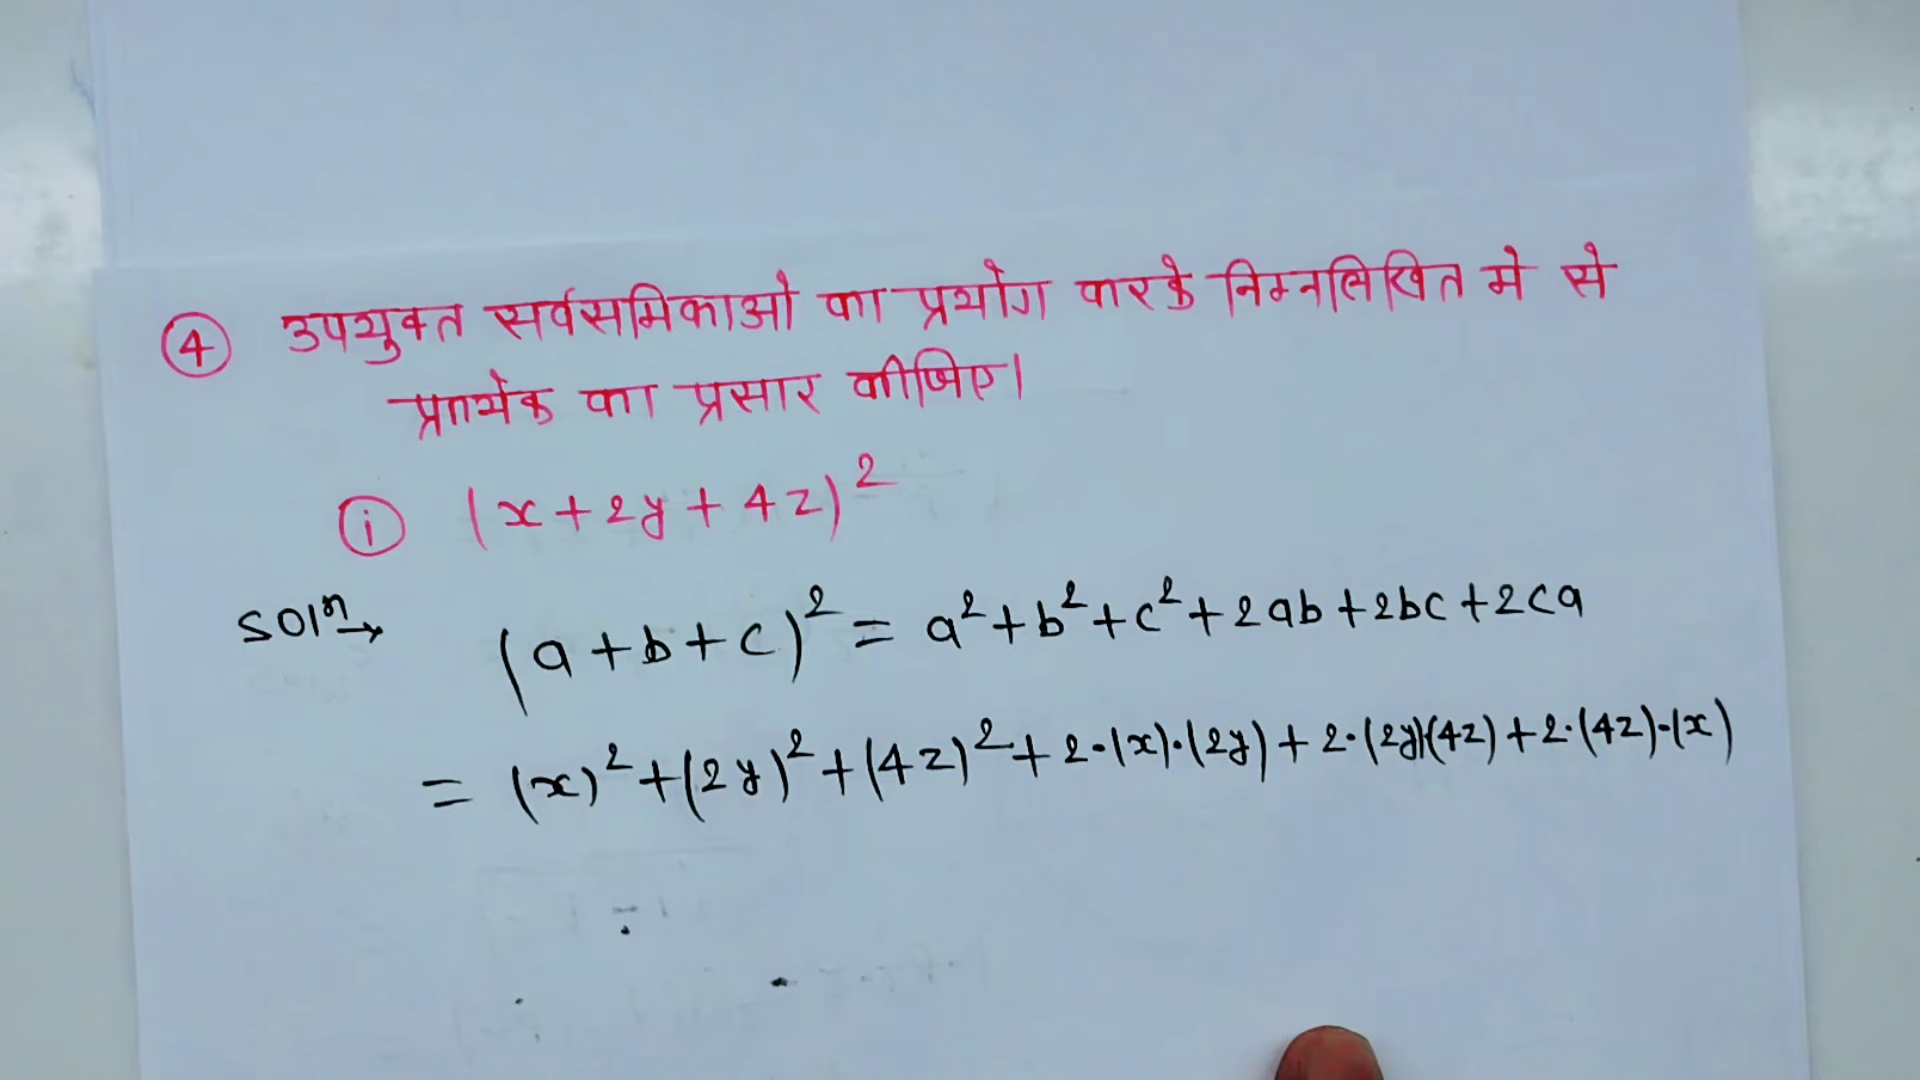 ④ उपयुक्त सर्वसमिकाओ का प्रयोग करके निम्नलिखित मे से
प्रत्येक का प्रसार कीजिए।
ⓘ (x+2y+4z)²
Solⁿ→ (a+b+c)² = a²+b²+c²+2ab+2bc+2ca
= (x)²+(2y)²+(4z)²+2·(x)·(2y)+2·(2y)(4z)+2·(4z)·(x)